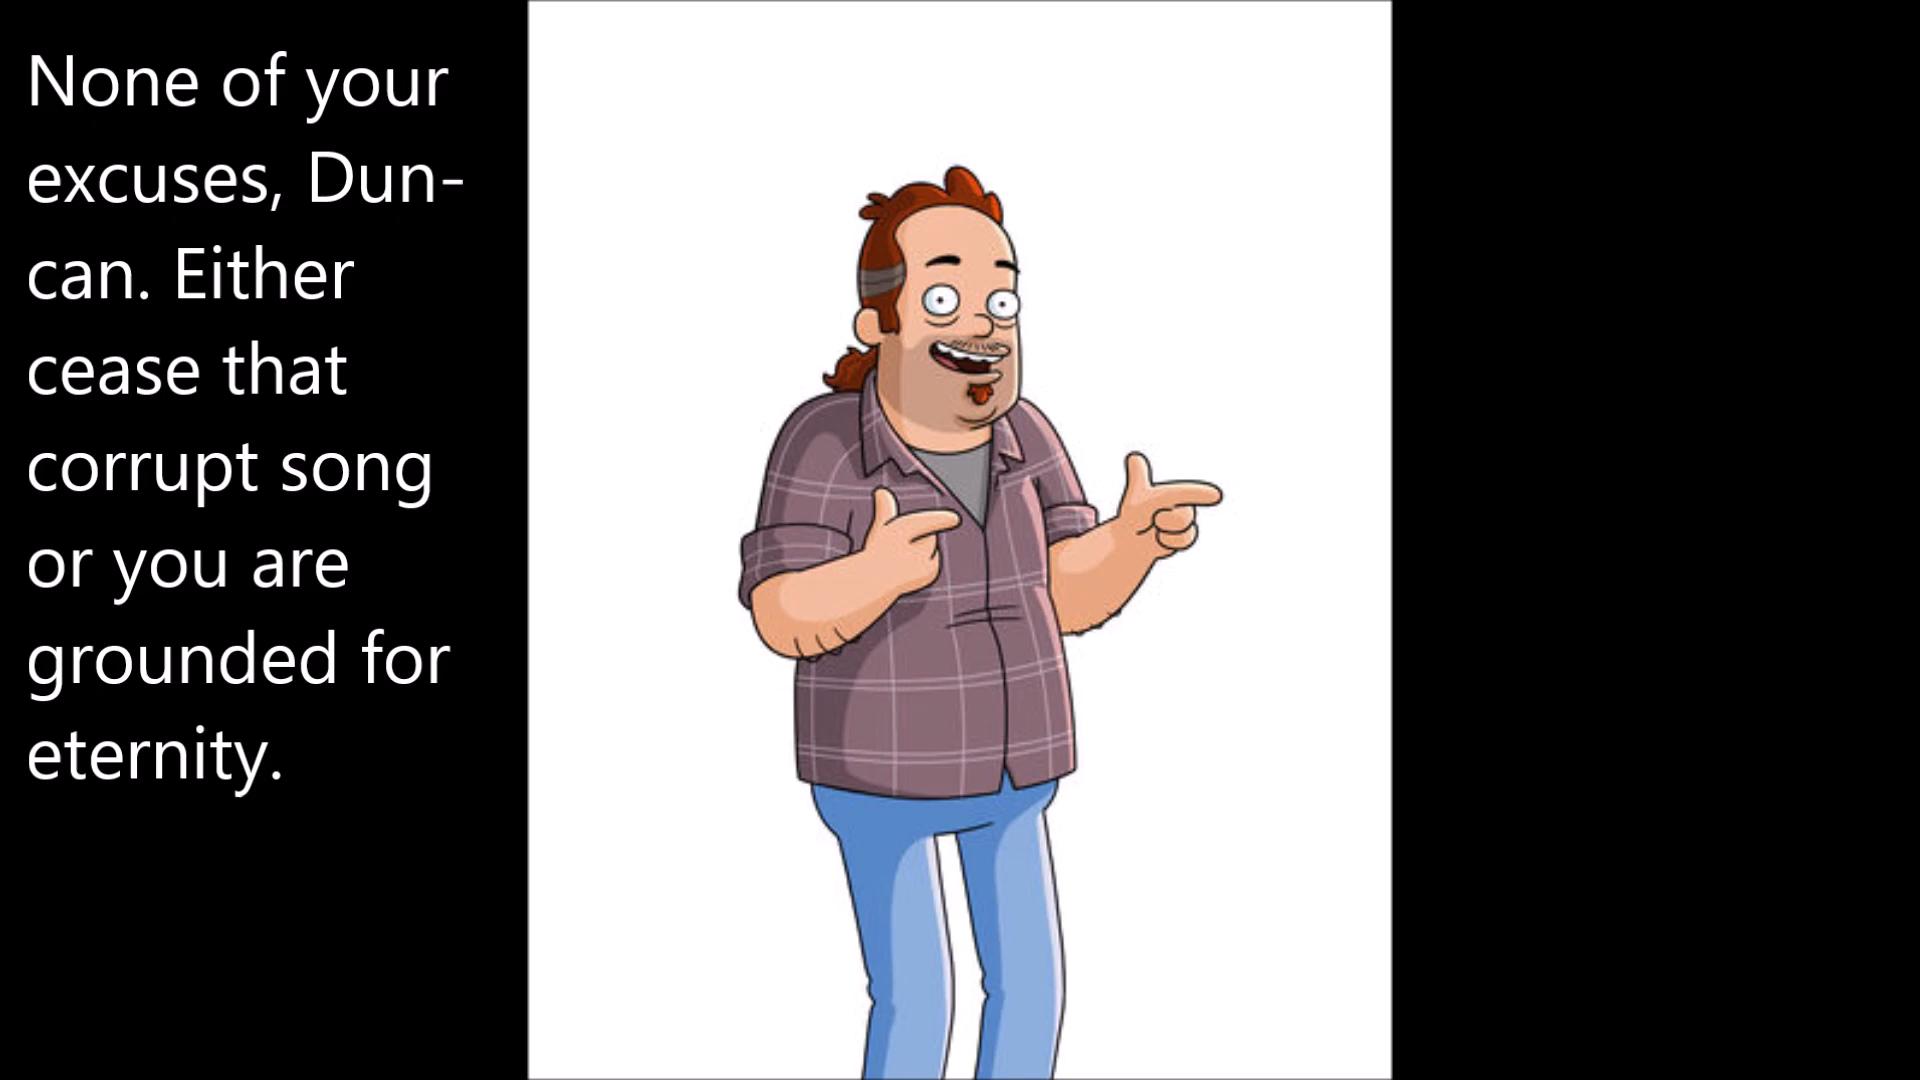 None of your
excuses, Dun-
can. Either
cease that
corrupt song
or you are
grounded for
eternity.